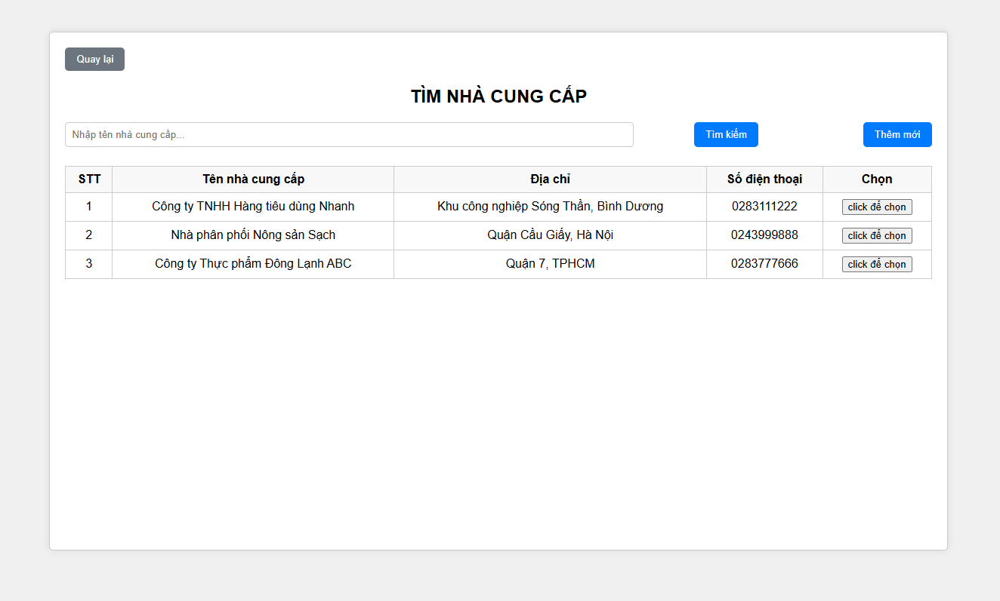 Quay lại
TÌM NHÀ CUNG CẤP
Nhập tên nhà cung cấp...
Tìm kiếm
Thêm mới
STT Tên nhà cung cấp Địa chỉ Số điện thoại Chọn
1 Công ty TNHH Hàng tiêu dùng Nhanh Khu công nghiệp Sóng Thần, Bình Dương 0283111222 click để chọn
2 Nhà phân phối Nông sản Sạch Quận Cầu Giấy, Hà Nội 0243999888 click để chọn
3 Công ty Thực phẩm Đông Lạnh ABC Quận 7, TPHCM 0283777666 click để chọn